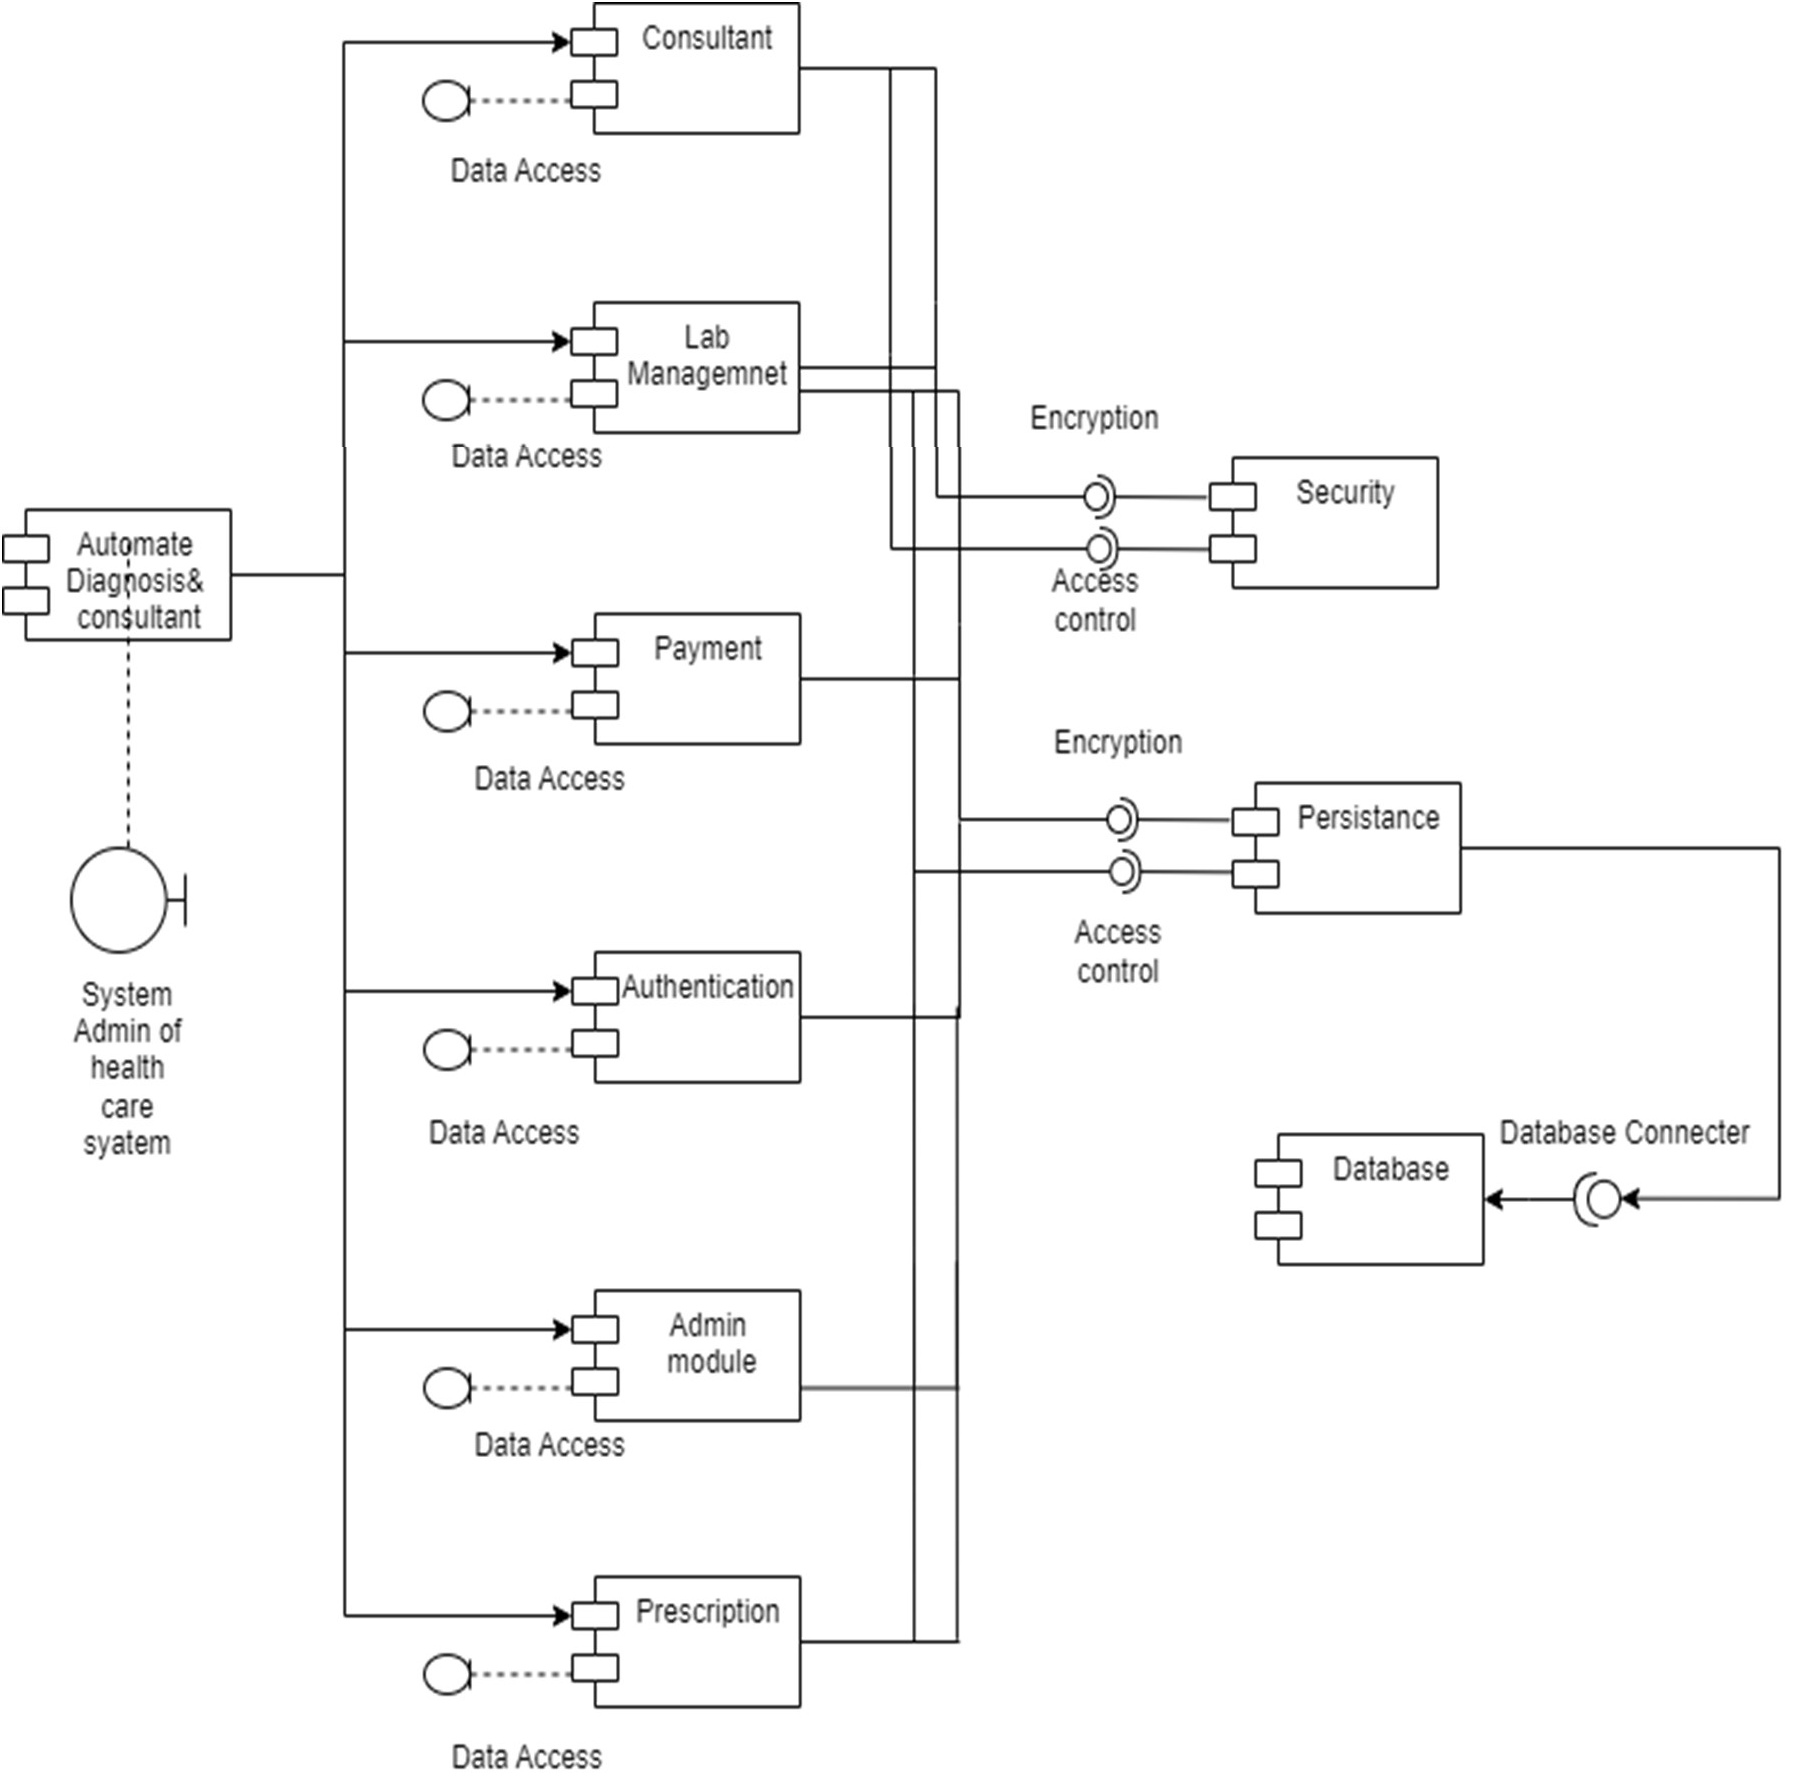 Consultant
Data Access
Lab
Managemnet
Data Access
Encryption
Security
Access
control
Automate
Diagnosis&
consultant
Payment
Data Access
Encryption
Persistance
Access
control
System
Admin of
health
care
syatem
Authentication
Data Access
Database Connecter
Database
Admin
module
Data Access
Prescription
Data Access